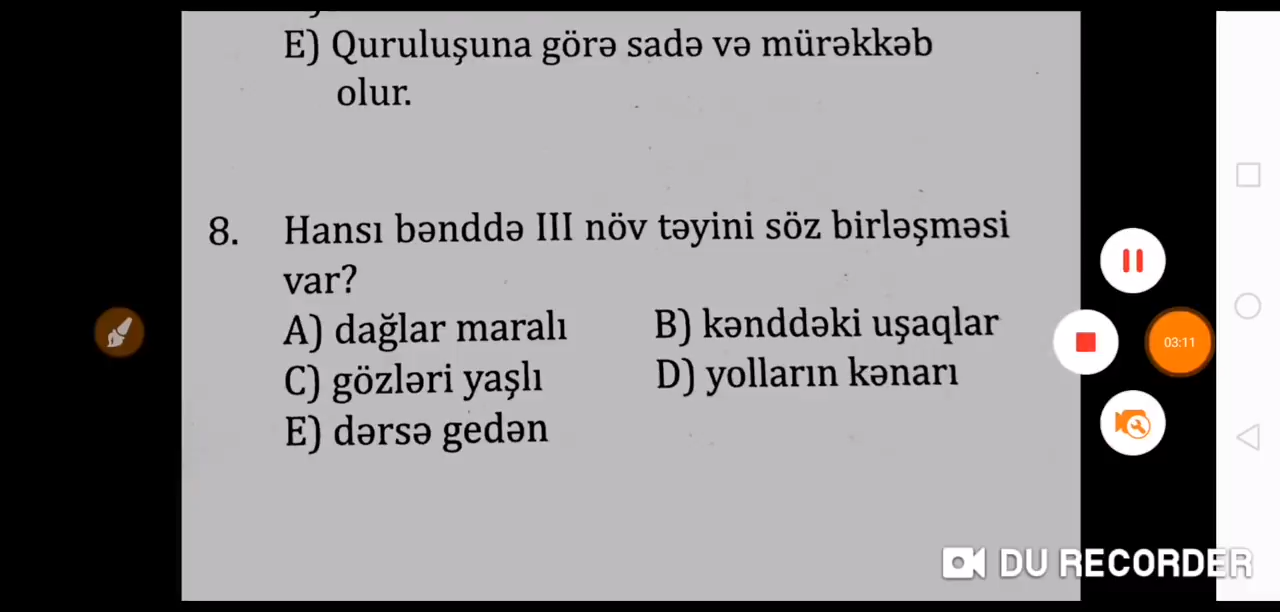 E) Quruluşuna görə sadə və mürəkkəb
olur.
8. Hansı bənddə III növ təyini söz birləşməsi
var?
A) dağlar maralı B) kənddəki uşaqlar
C) gözləri yaşlı D) yolların kənarı
E) dərsə gedən
03:11
DU RECORDER